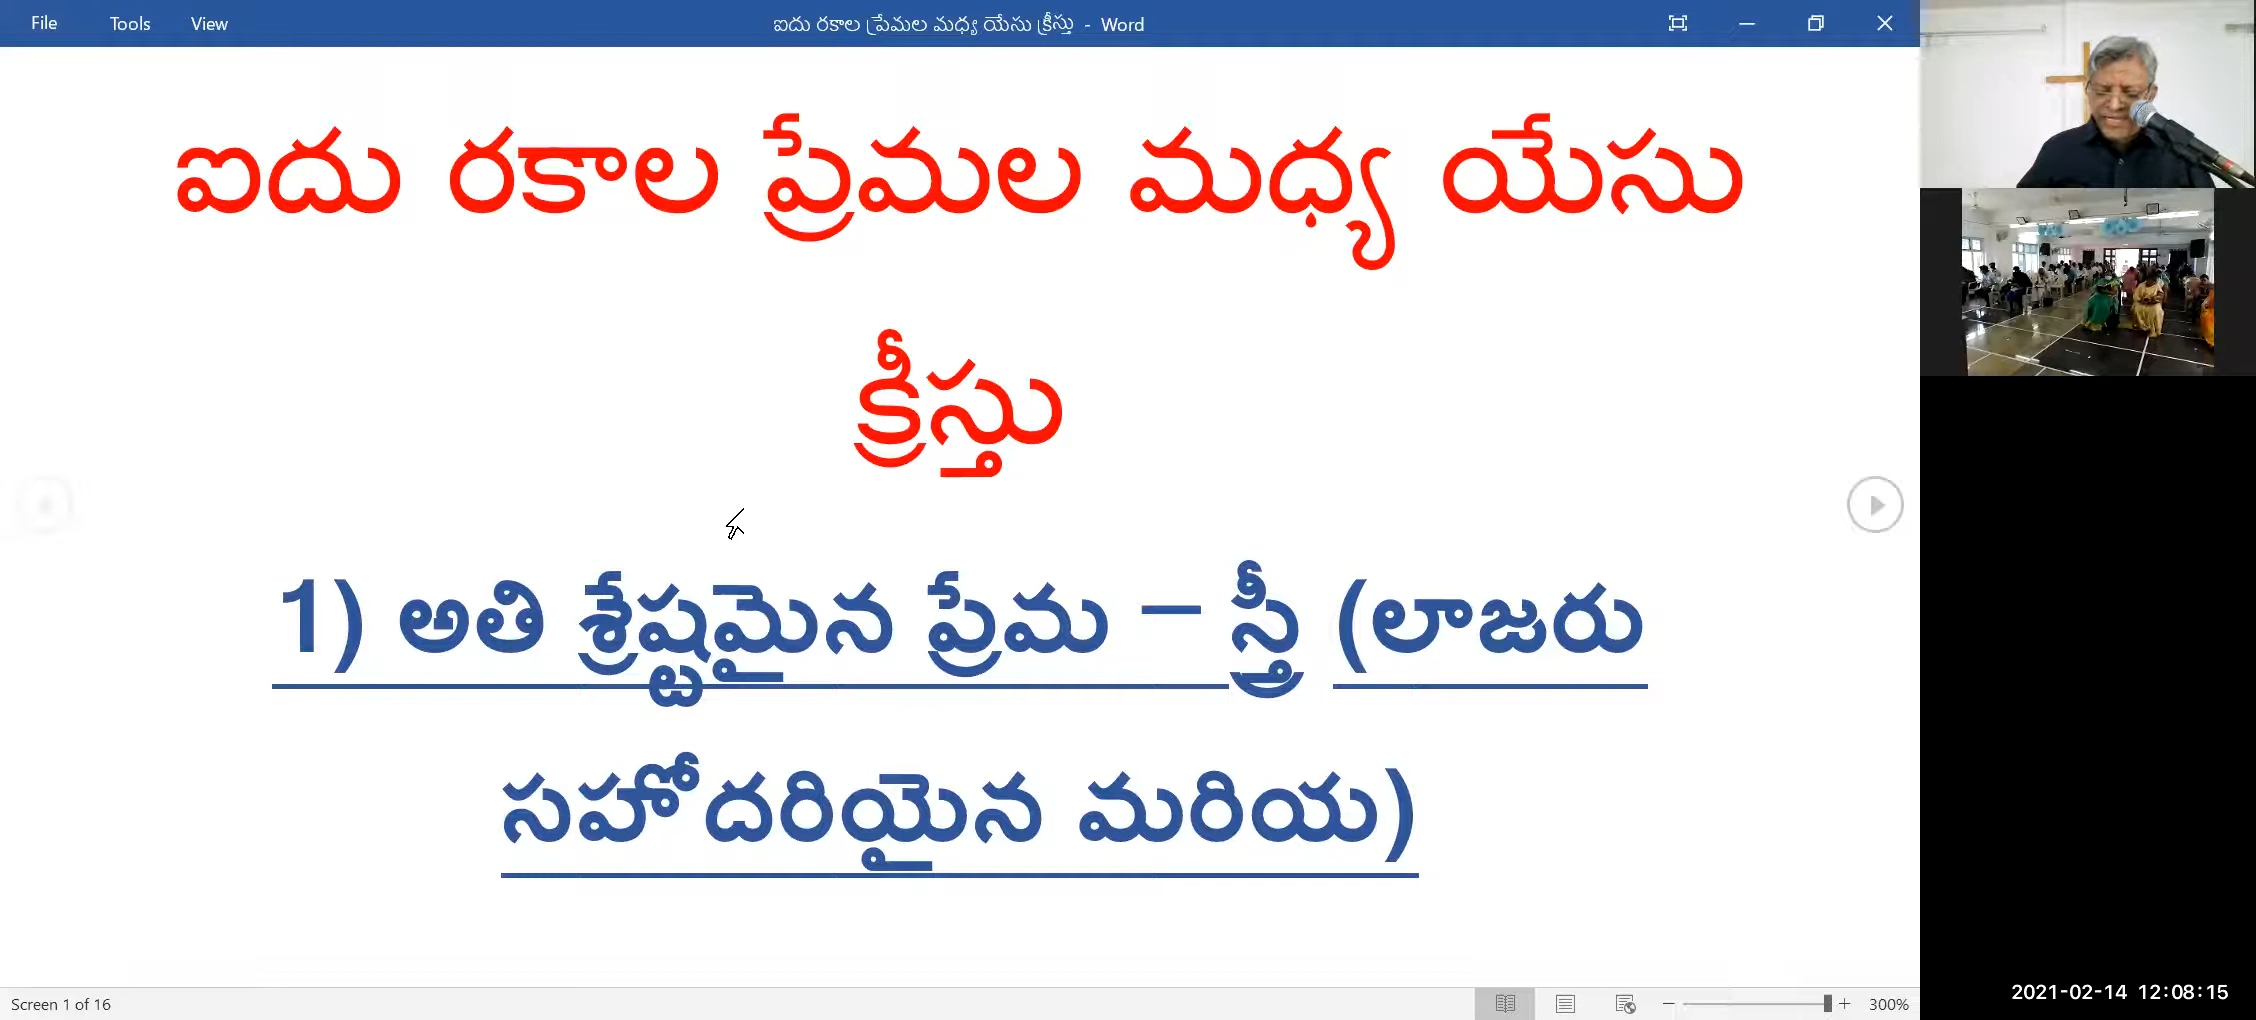 File Tools View ఐదు రకాల ప్రేమల మధ్య యేసు క్రీస్తు - Word
ఐదు రకాల ప్రేమల మధ్య యేసు
క్రీస్తు
1) అతి శ్రేష్టమైన ప్రేమ – స్త్రీ (లాజరు
సహోదరియైన మరియ)
2021-02-14 12:08:15
Screen 1 of 16 300%